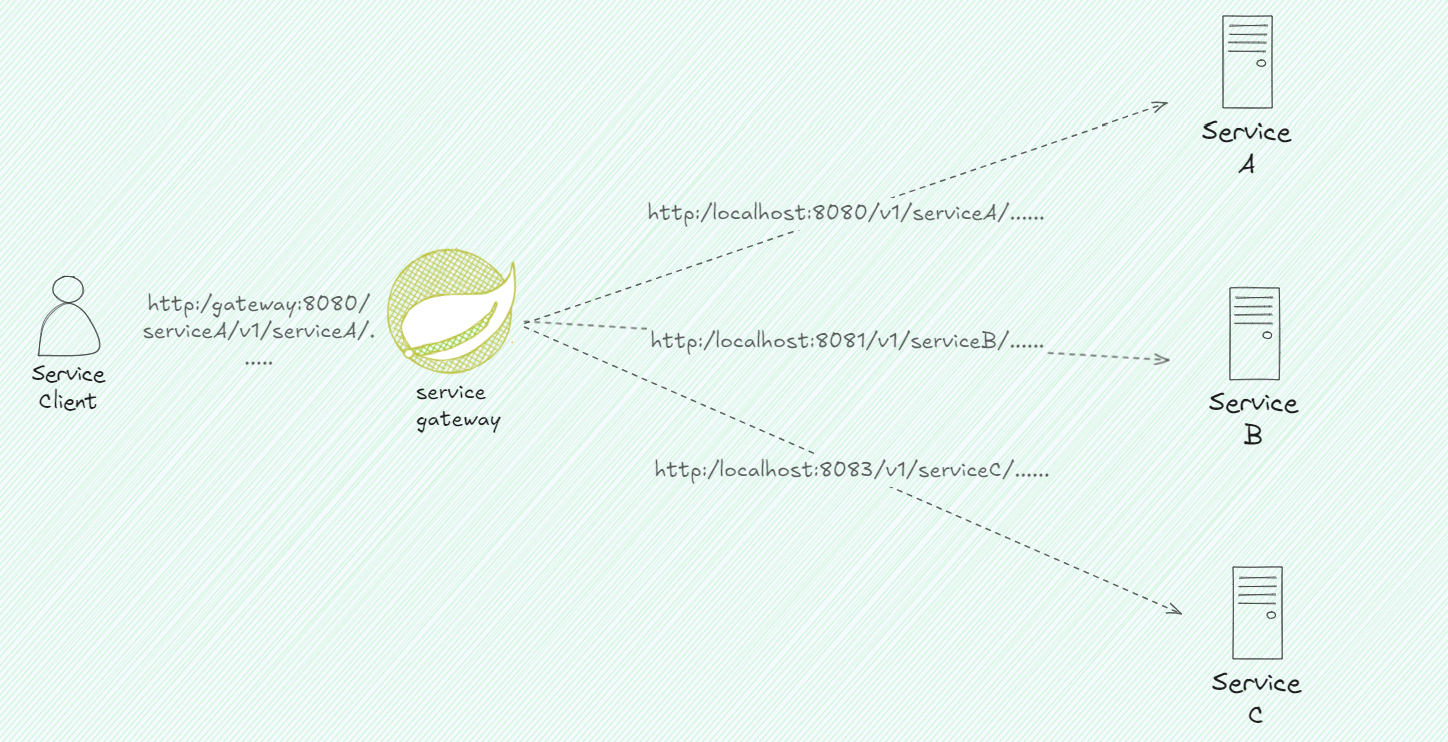 Service
Client
http:/gateway:8080/
serviceA/v1/serviceA/.
.....
service
gateway
http:/localhost:8080/v1/serviceA/......
http:/localhost:8081/v1/serviceB/......
http:/localhost:8083/v1/serviceC/......
Service
A
Service
B
Service
C